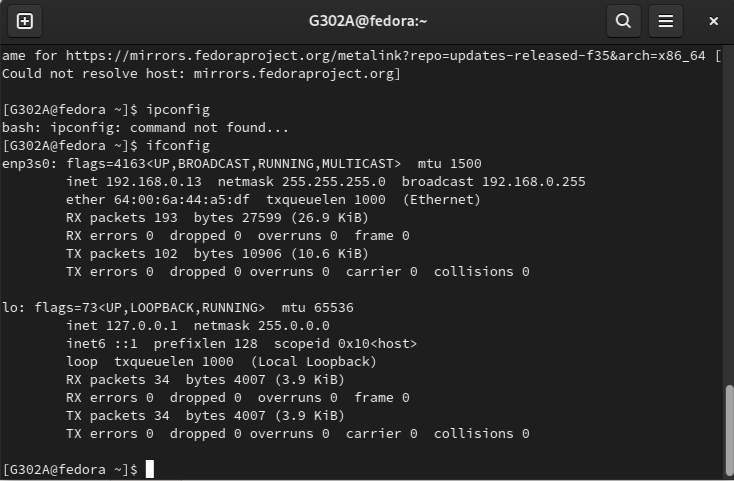 G302A@fedora:~
ame for https://mirrors.fedoraproject.org/metalink?repo=updates-released-f35&arch=x86_64 [
Could not resolve host: mirrors.fedoraproject.org]
[G302A@fedora ~]$ ipconfig
bash: ipconfig: command not found...
[G302A@fedora ~]$ ifconfig
enp3s0: flags=4163<UP,BROADCAST,RUNNING,MULTICAST>  mtu 1500
        inet 192.168.0.13  netmask 255.255.255.0  broadcast 192.168.0.255
        ether 64:00:6a:44:a5:df  txqueuelen 1000  (Ethernet)
        RX packets 193  bytes 27599 (26.9 KiB)
        RX errors 0  dropped 0  overruns 0  frame 0
        TX packets 102  bytes 10906 (10.6 KiB)
        TX errors 0  dropped 0 overruns 0  carrier 0  collisions 0
lo: flags=73<UP,LOOPBACK,RUNNING>  mtu 65536
        inet 127.0.0.1  netmask 255.0.0.0
        inet6 ::1  prefixlen 128  scopeid 0x10<host>
        loop  txqueuelen 1000  (Local Loopback)
        RX packets 34  bytes 4007 (3.9 KiB)
        RX errors 0  dropped 0  overruns 0  frame 0
        TX packets 34  bytes 4007 (3.9 KiB)
        TX errors 0  dropped 0 overruns 0  carrier 0  collisions 0
[G302A@fedora ~]$